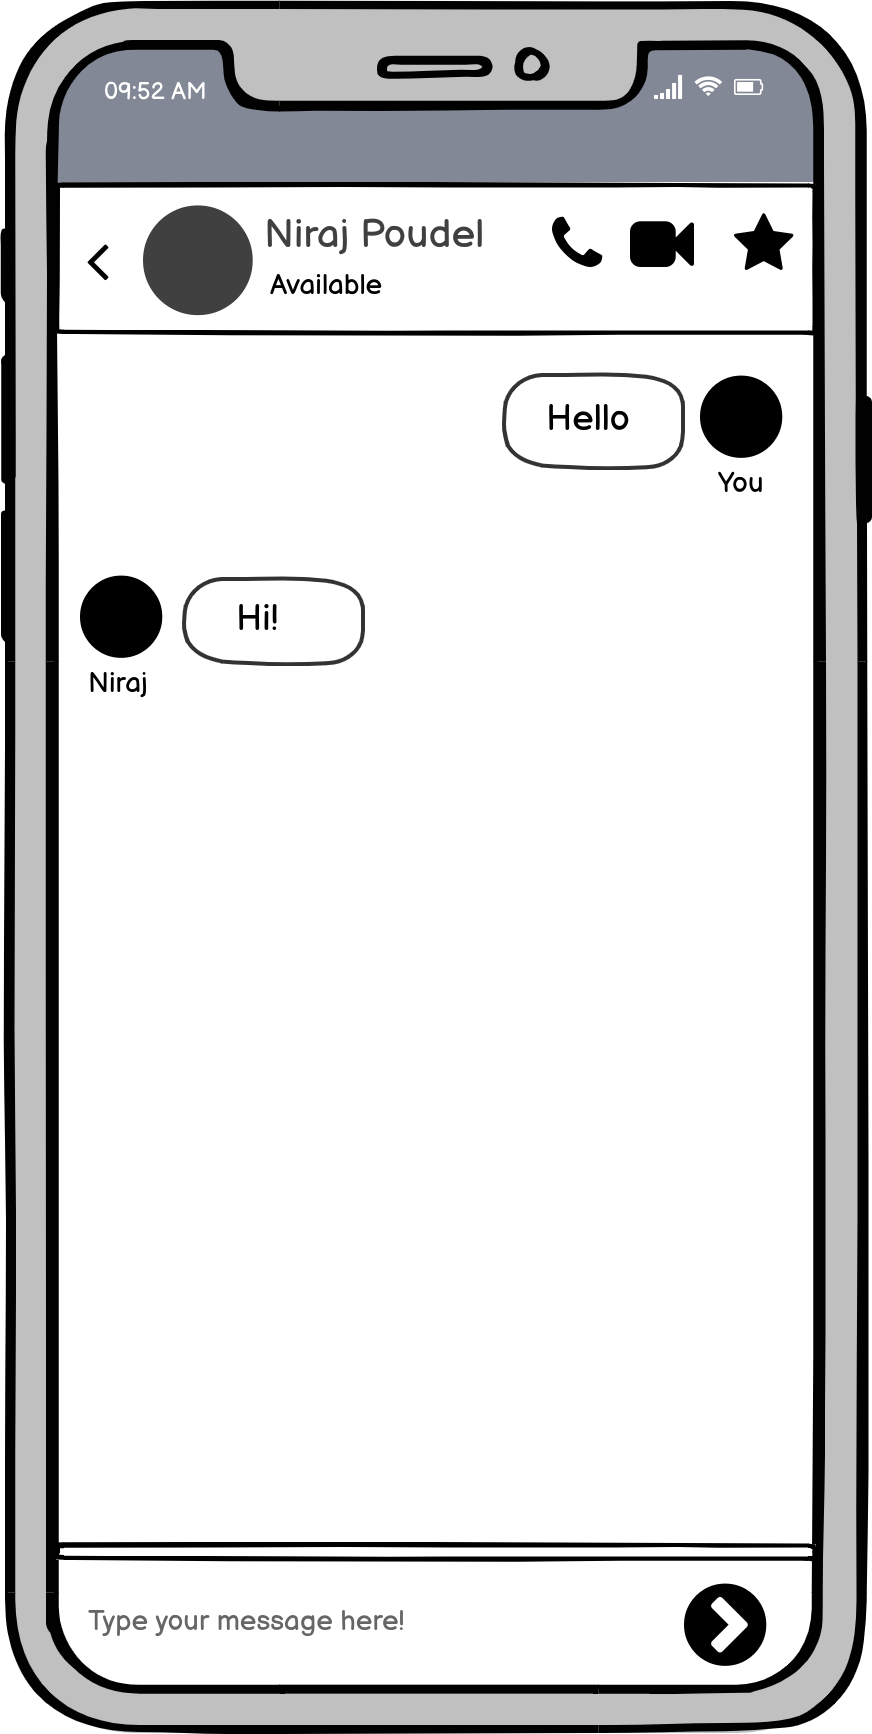 09:52 AM
Niraj Poudel
Available
Hello
You
Hi!
Niraj
Type your message here!